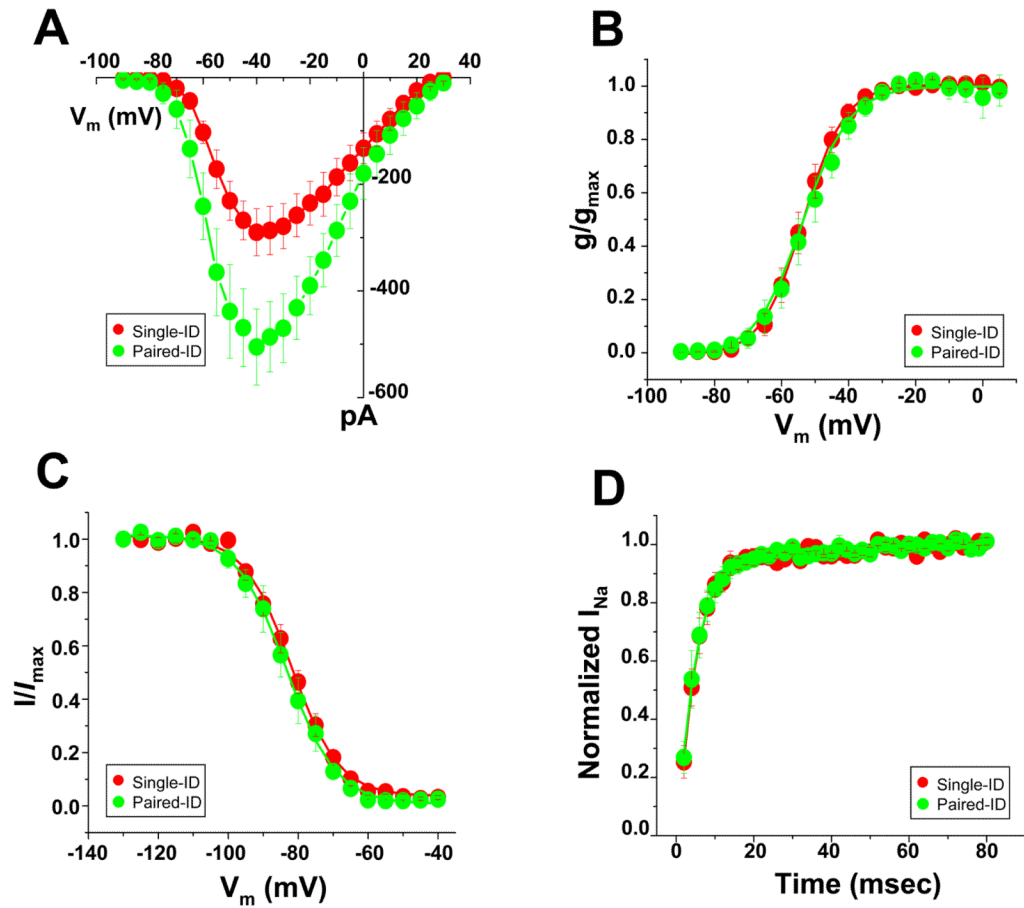 A
-100 -80 -60 -40 -20 0 20 40
Vm (mV)
-200
-400
-600
pA
Single-ID
Paired-ID
B
1.0
0.8
0.6
0.4
0.2
0.0
g/gmax
-100 -80 -60 -40 -20 0
Vm (mV)
Single-ID
Paired-ID
C
1.0
0.8
0.6
0.4
0.2
0.0
I/Imax
-140 -120 -100 -80 -60 -40
Vm (mV)
Single-ID
Paired-ID
D
1.0
0.8
0.6
0.4
0.2
0.0
Normalized INa
0 20 40 60 80
Time (msec)
Single-ID
Paired-ID